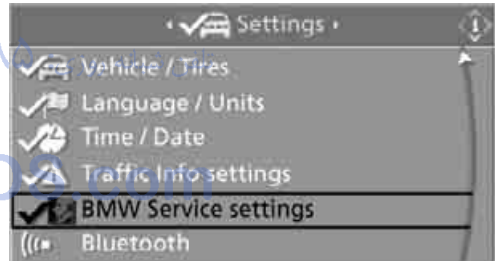 Settings
Vehicle / Tires
Language / Units
Time / Date
Traffic Info settings
BMW Service settings
Bluetooth